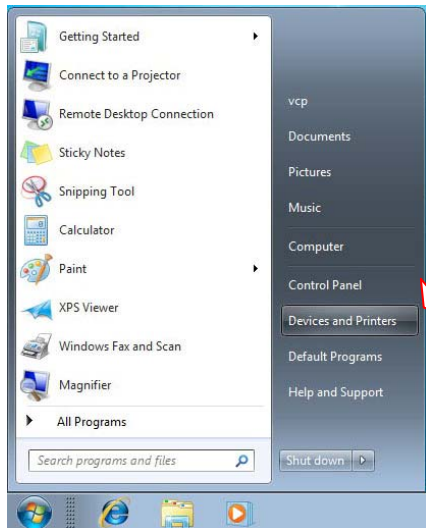 Getting Started
Connect to a Projector
Remote Desktop Connection
Sticky Notes
Snipping Tool
Calculator
Paint
XPS Viewer
Windows Fax and Scan
Magnifier
All Programs
Search programs and files
vcp
Documents
Pictures
Music
Computer
Control Panel
Devices and Printers
Default Programs
Help and Support
Shut down